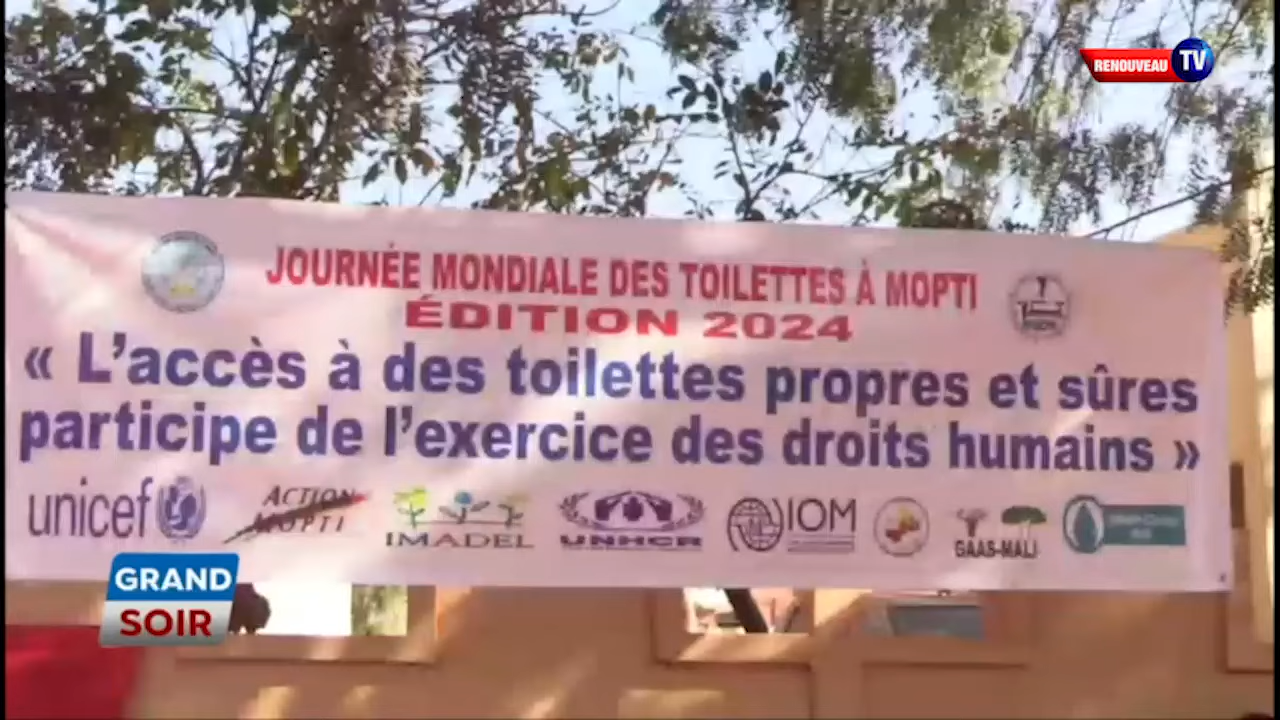 RENOUVEAU TV
JOURNÉE MONDIALE DES TOILETTES À MOPTI
ÉDITION 2024
« L'accès à des toilettes propres et sûres
participe de l'exercice des droits humains »
unicef
ACTION
MOPTI
IMADEL
UNHCR
IOM
GAAS-MALI
GRAND
SOIR